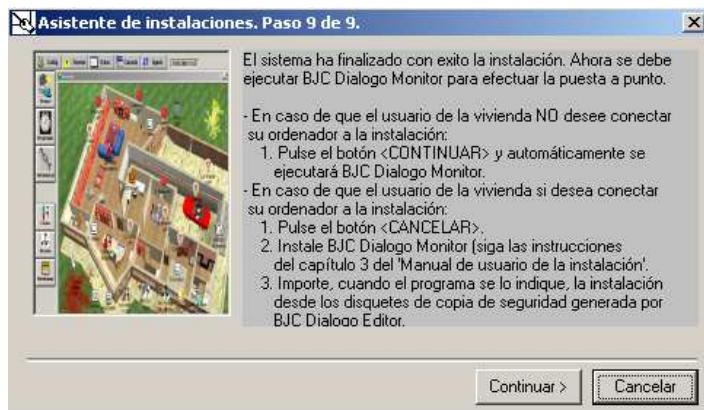 Asistente de instalaciones. Paso 9 de 9.
El sistema ha finalizado con exito la instalación. Ahora se debe
ejecutar BJC Dialogo Monitor para efectuar la puesta a punto.
- En caso de que el usuario de la vivienda NO desee conectar
su ordenador a la instalación:
1. Pulse el botón <CONTINUAR> y automáticamente se
ejecutará BJC Dialogo Monitor.
- En caso de que el usuario de la vivienda si desea conectar
su ordenador a la instalación:
1. Pulse el botón <CANCELAR>.
2. Instale BJC Dialogo Monitor (siga las instrucciones
del capítulo 3 del 'Manual de usuario de la instalación'.
3. Importe, cuando el programa se lo indique, la instalación
desde los disquetes de copia de seguridad generada por
BJC Dialogo Editor.
Continuar >
Cancelar